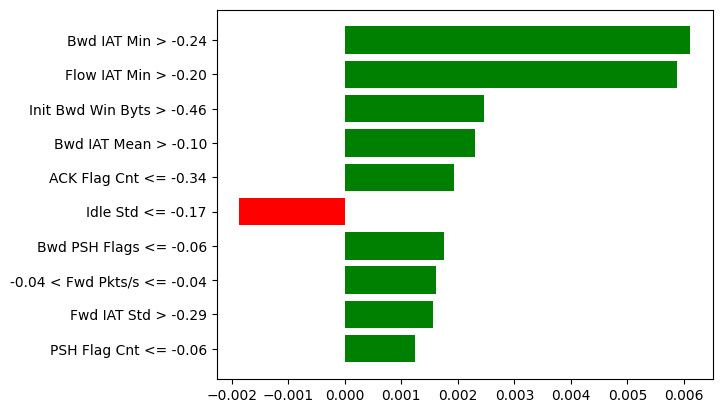 Bwd IAT Min > -0.24
Flow IAT Min > -0.20
Init Bwd Win Byts > -0.46
Bwd IAT Mean > -0.10
ACK Flag Cnt <= -0.34
Idle Std <= -0.17
Bwd PSH Flags <= -0.06
-0.04 < Fwd Pkts/s <= -0.04
Fwd IAT Std > -0.29
PSH Flag Cnt <= -0.06
−0.002 −0.001 0.000 0.001 0.002 0.003 0.004 0.005 0.006